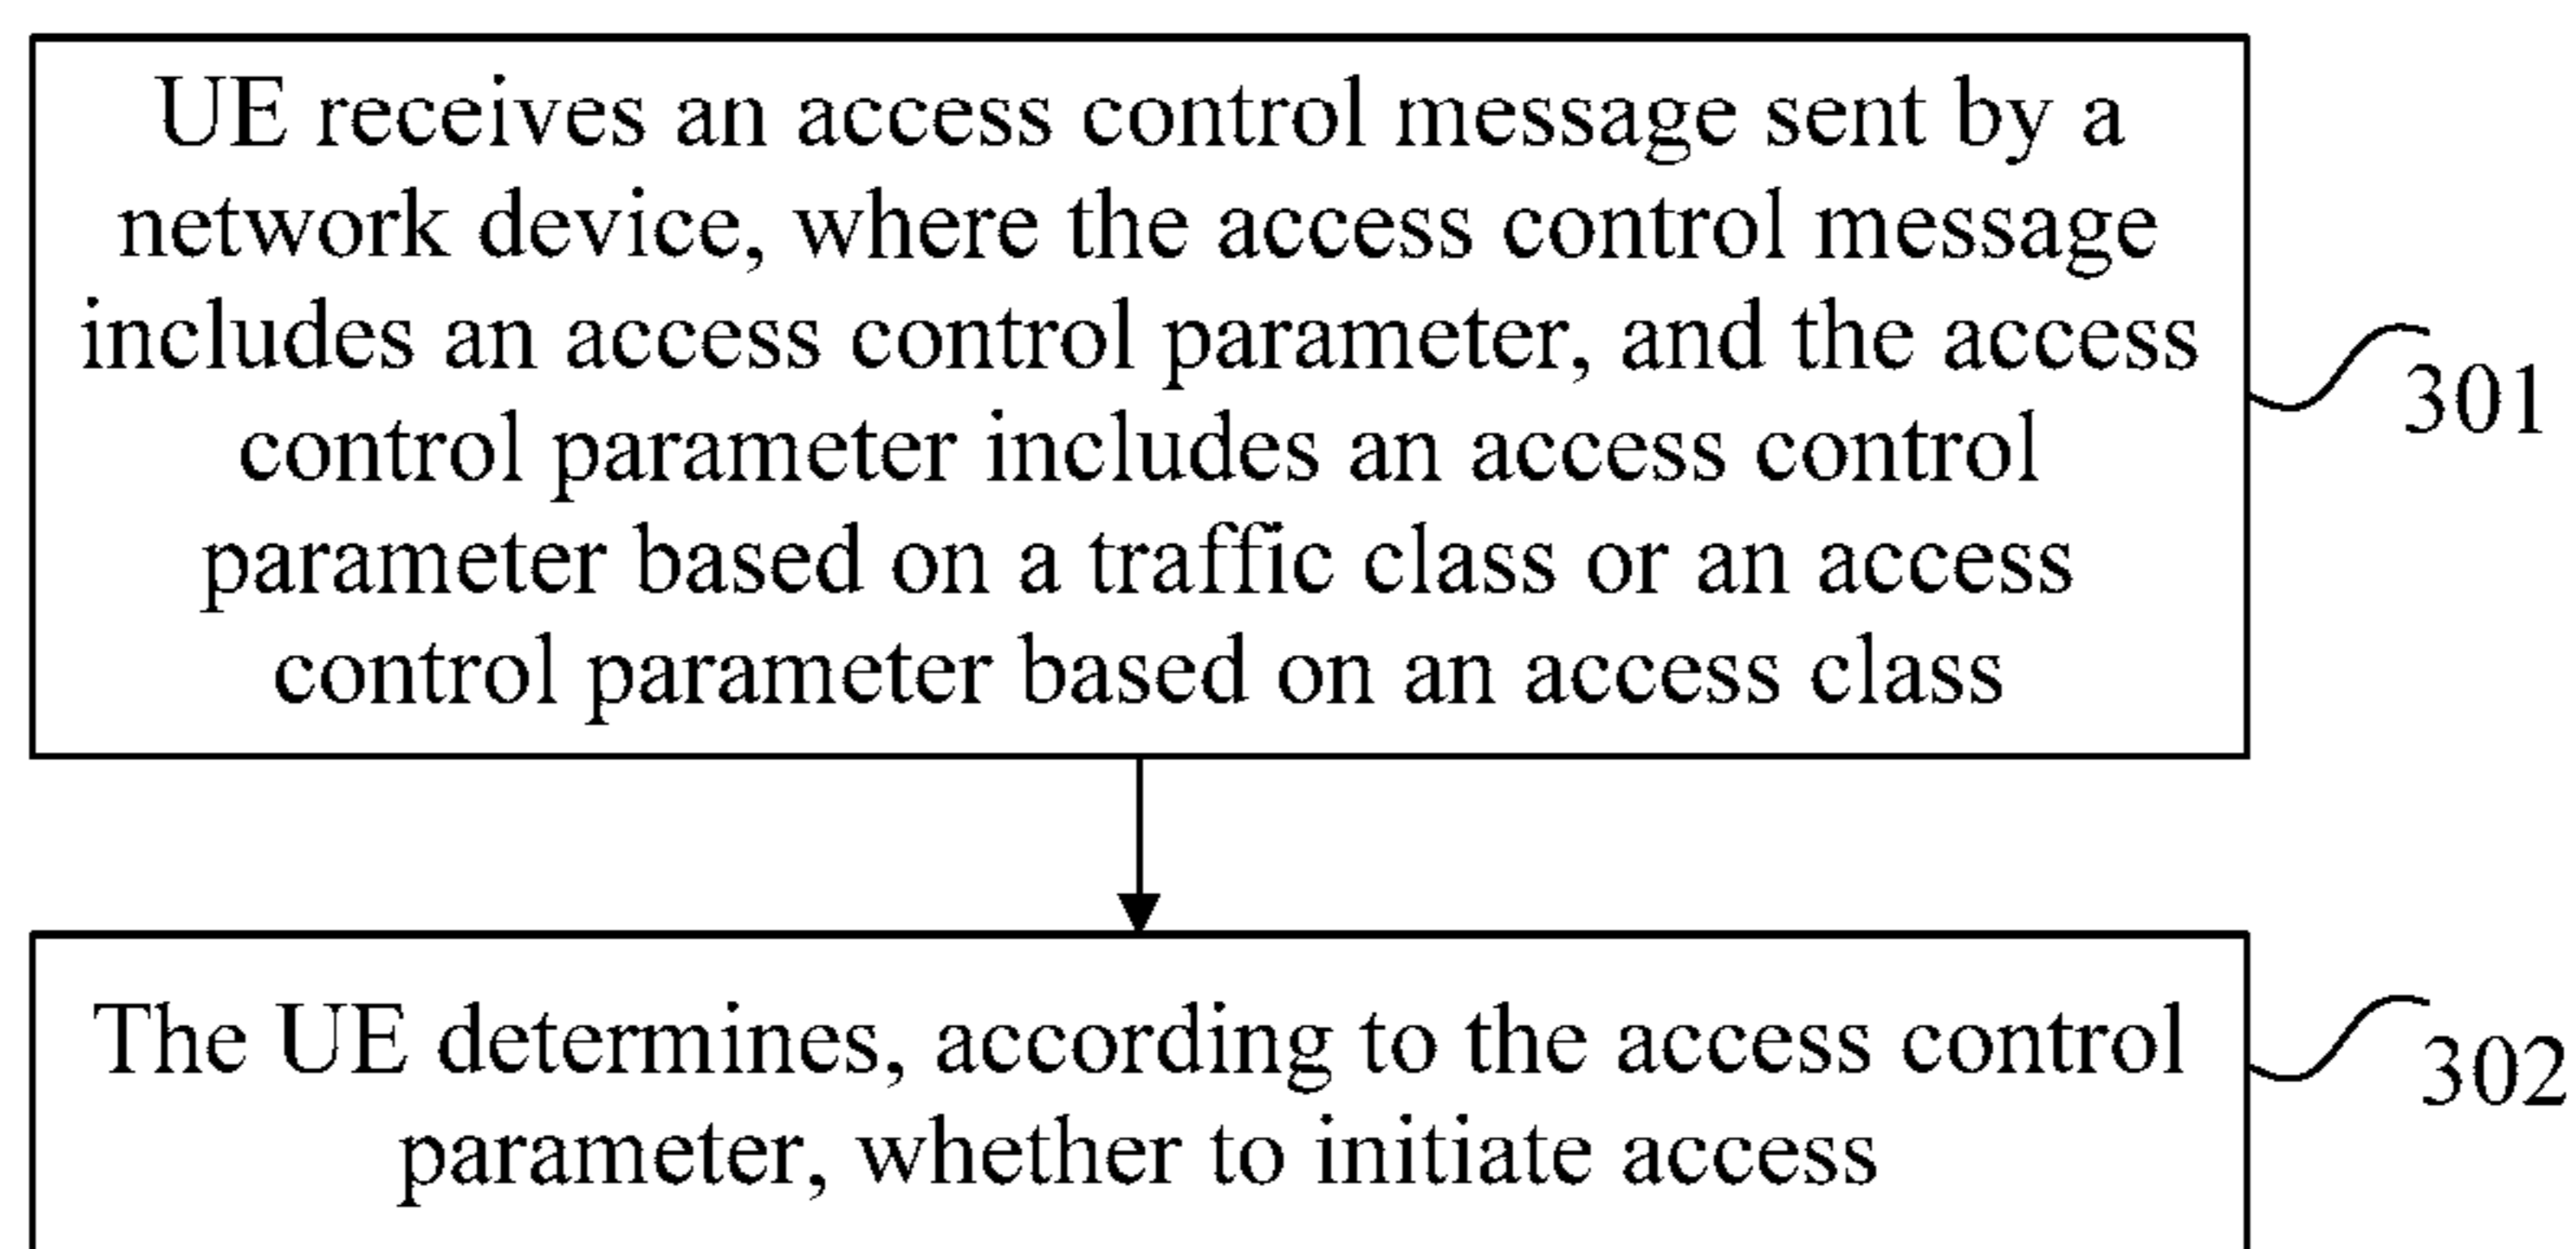 UE receives an access control message sent by a
network device, where the access control message
includes an access control parameter, and the access
control parameter includes an access control
parameter based on a traffic class or an access
control parameter based on an access class
301
The UE determines, according to the access control
parameter, whether to initiate access
302